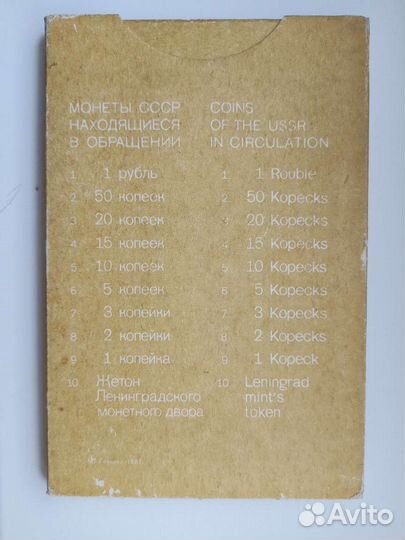 МОНЕТЫ СССР
НАХОДЯЩИЕСЯ
В ОБРАЩЕНИИ
1 1 рубль
2 50 копеек
3 20 копеек
4 15 копеек
5 10 копеек
6 5 копеек
7 3 копейки
8 2 копейки
9 1 копейка
10 Жетон
Ленинградского
монетного двора
COINS
OF THE USSR
IN CIRCULATION
1 1 Rouble
2 50 Kopecks
3 20 Kopecks
4 15 Kopecks
5 10 Kopecks
6 5 Kopecks
7 3 Kopecks
8 2 Kopecks
9 1 Kopeck
10 Leningrad
mint's
token
Avito